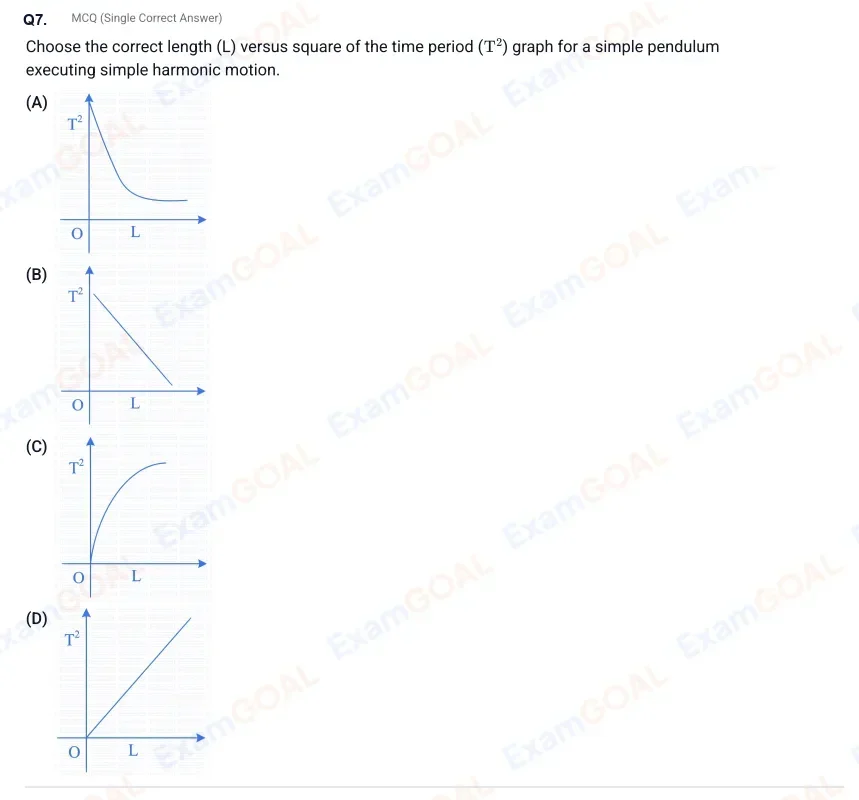 Q7. MCQ (Single Correct Answer)
Choose the correct length (L) versus square of the time period (T²) graph for a simple pendulum
executing simple harmonic motion.
(A)
T²
O L
(B)
T²
O L
(C)
T²
O L
(D)
T²
O L
ExamGOAL